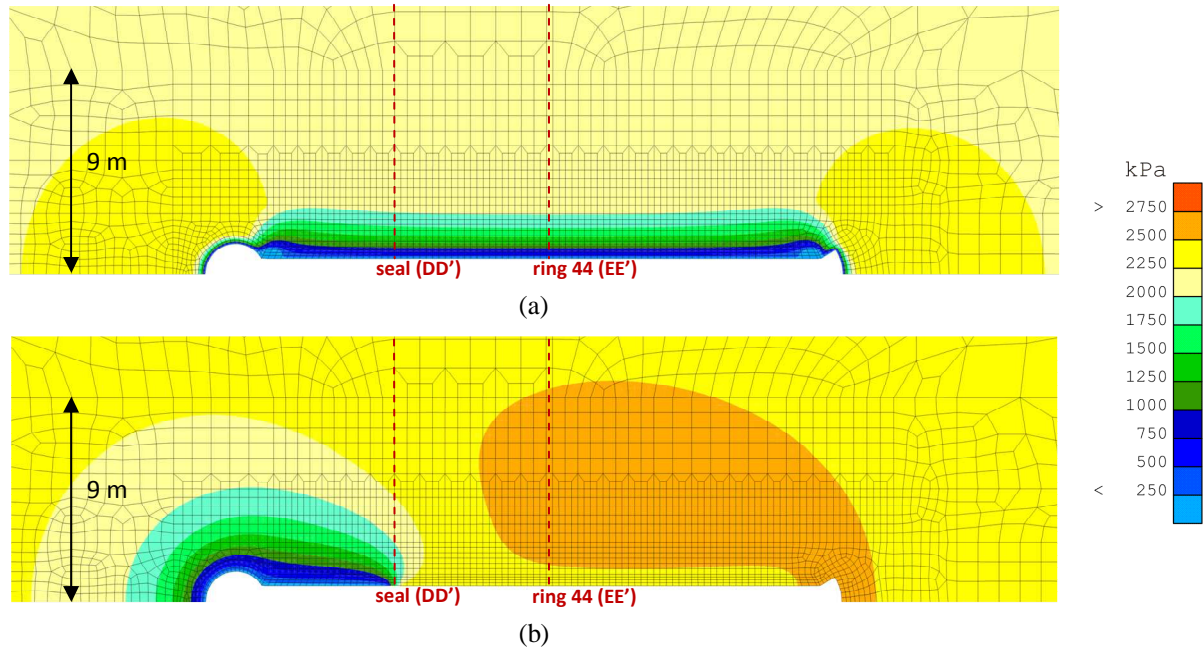 9 m
seal (DD’)
ring 44 (EE’)
(a)
9 m
seal (DD’)
ring 44 (EE’)
(b)
kPa
> 2750
2500
2250
2000
1750
1500
1250
1000
750
500
< 250